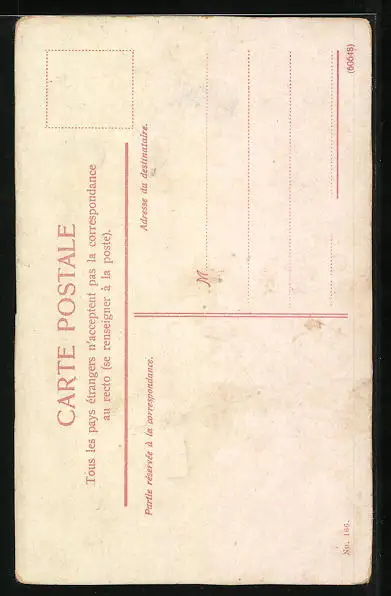 CARTE POSTALE
Tous les pays étrangers n'acceptent pas la correspondance
au recto (se renseigner à la poste).
Partie réservée à la correspondance.
Adresse du destinataire.
M
No. 166.
(60648)